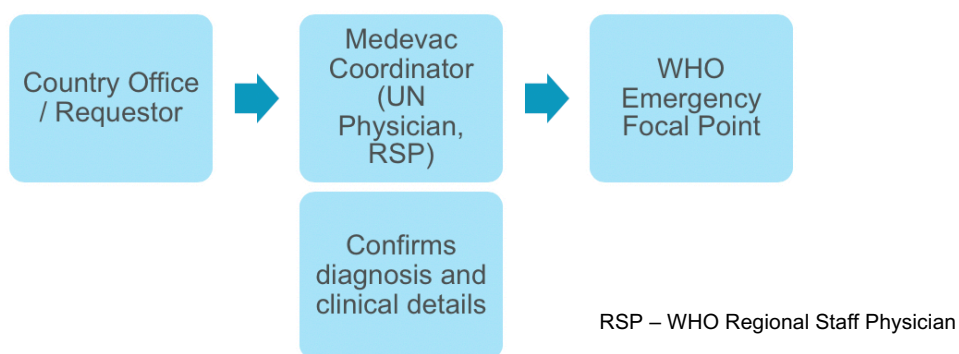 Country Office
/ Requestor
Medevac
Coordinator
(UN
Physician,
RSP)
WHO
Emergency
Focal Point
Confirms
diagnosis and
clinical details
RSP – WHO Regional Staff Physician